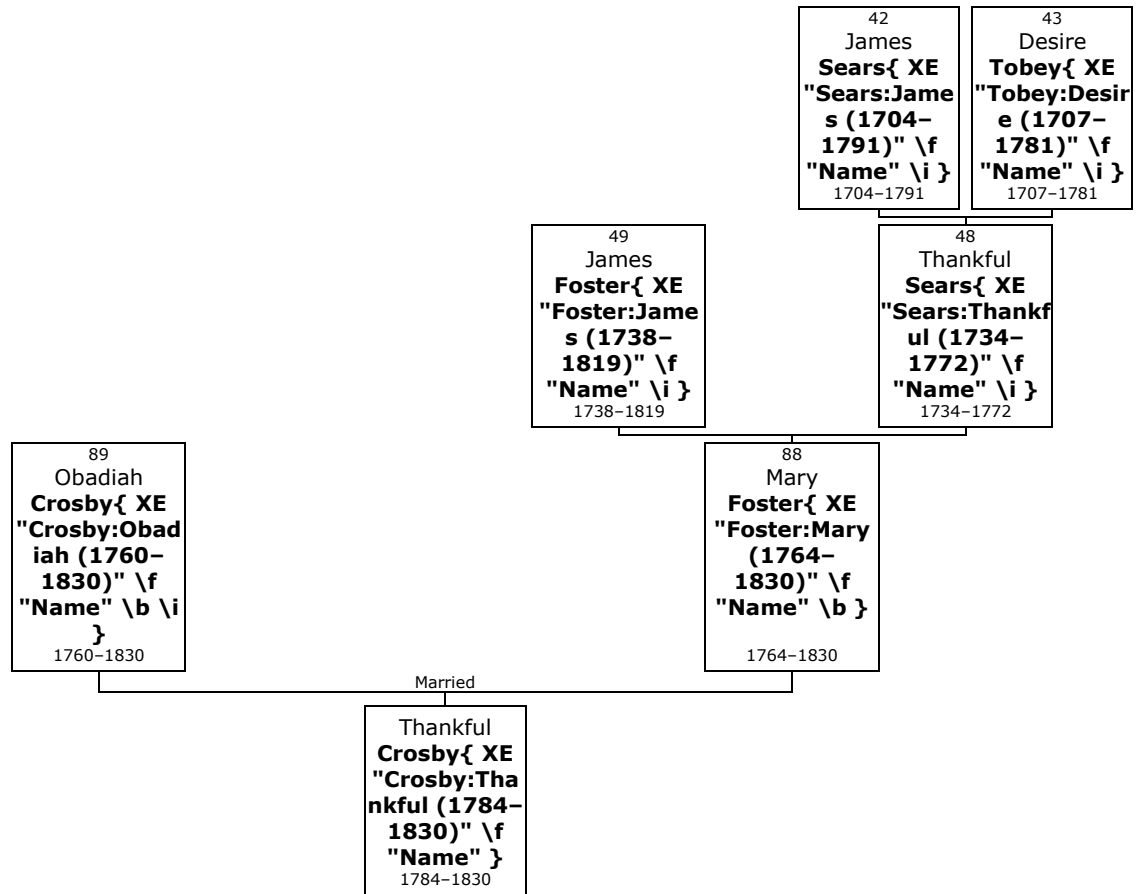 42
James
Sears{ XE
"Sears:Jame
s (1704–
1791)" \f
"Name" \i }
1704–1791
43
Desire
Tobey{ XE
"Tobey:Desir
e (1707–
1781)" \f
"Name" \i }
1707–1781
49
James
Foster{ XE
"Foster:Jame
s (1738–
1819)" \f
"Name" \i }
1738–1819
48
Thankful
Sears{ XE
"Sears:Thankf
ul (1734–
1772)" \f
"Name" \i }
1734–1772
89
Obadiah
Crosby{ XE
"Crosby:Obad
iah (1760–
1830)" \f
"Name" \b \i
}
1760–1830
88
Mary
Foster{ XE
"Foster:Mary
(1764–
1830)" \f
"Name" \b }
1764–1830
Married
Thankful
Crosby{ XE
"Crosby:Tha
nkful (1784–
1830)" \f
"Name" }
1784–1830